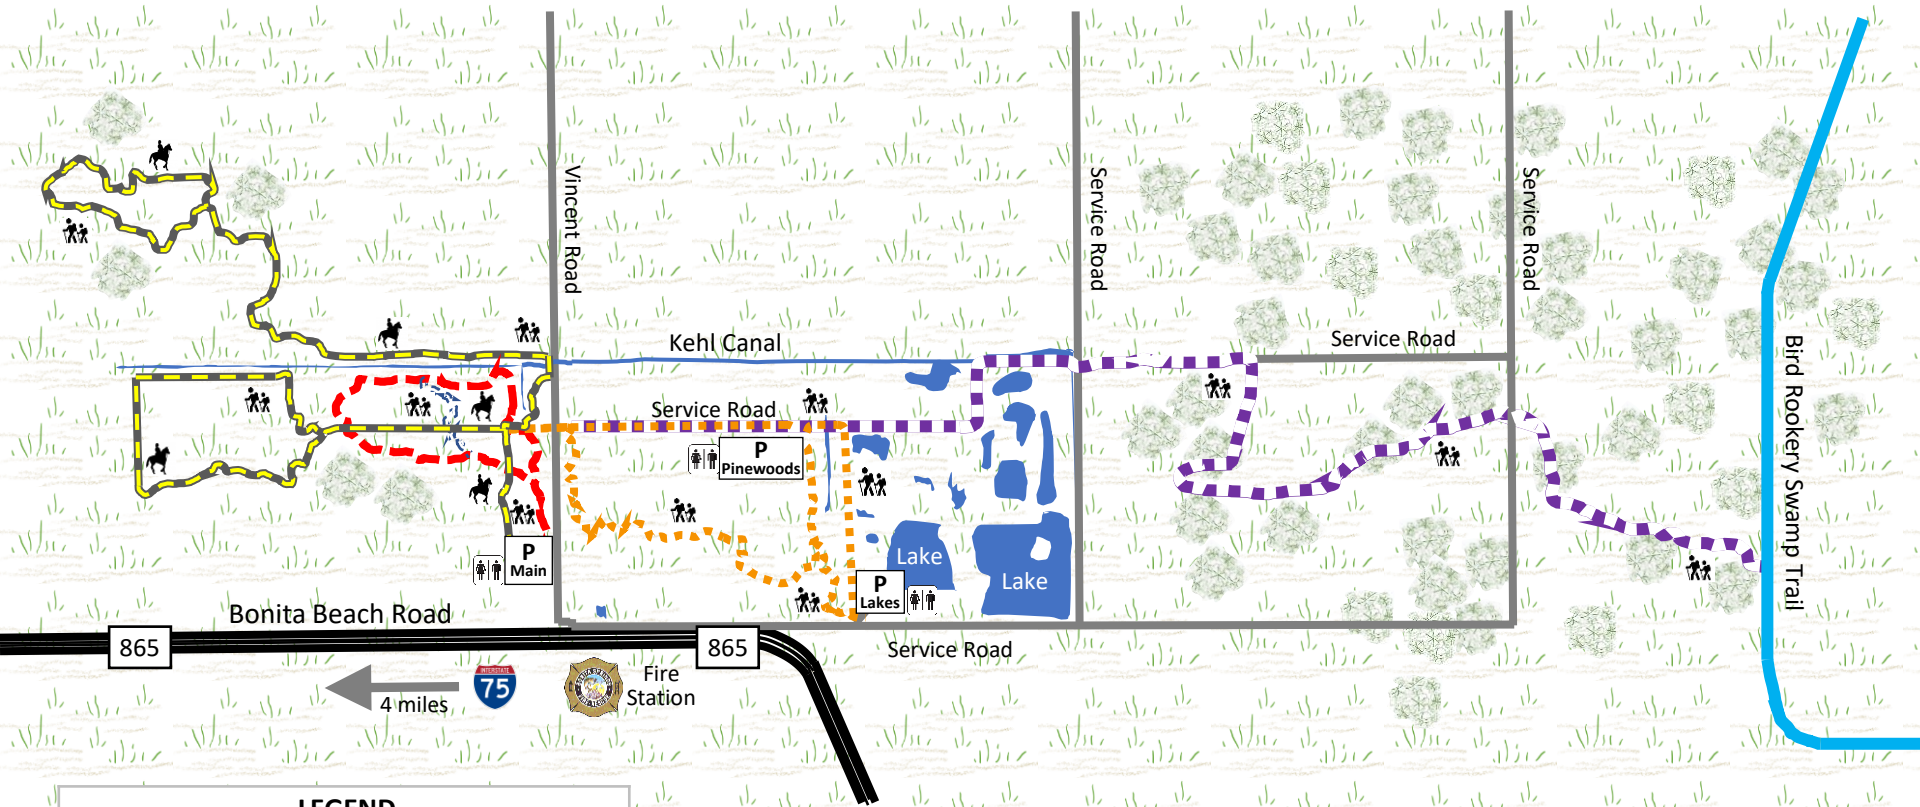 Vincent Road
Service Road
Service Road
Kehl Canal
Service Road
Service Road
Bird Rookery Swamp Trail
P
Pinewoods
P
Main
Lake
Lake
P
Lakes
Bonita Beach Road
865
865
Service Road
INTERSTATE
75
4 miles
Fire
Station
LEGEND